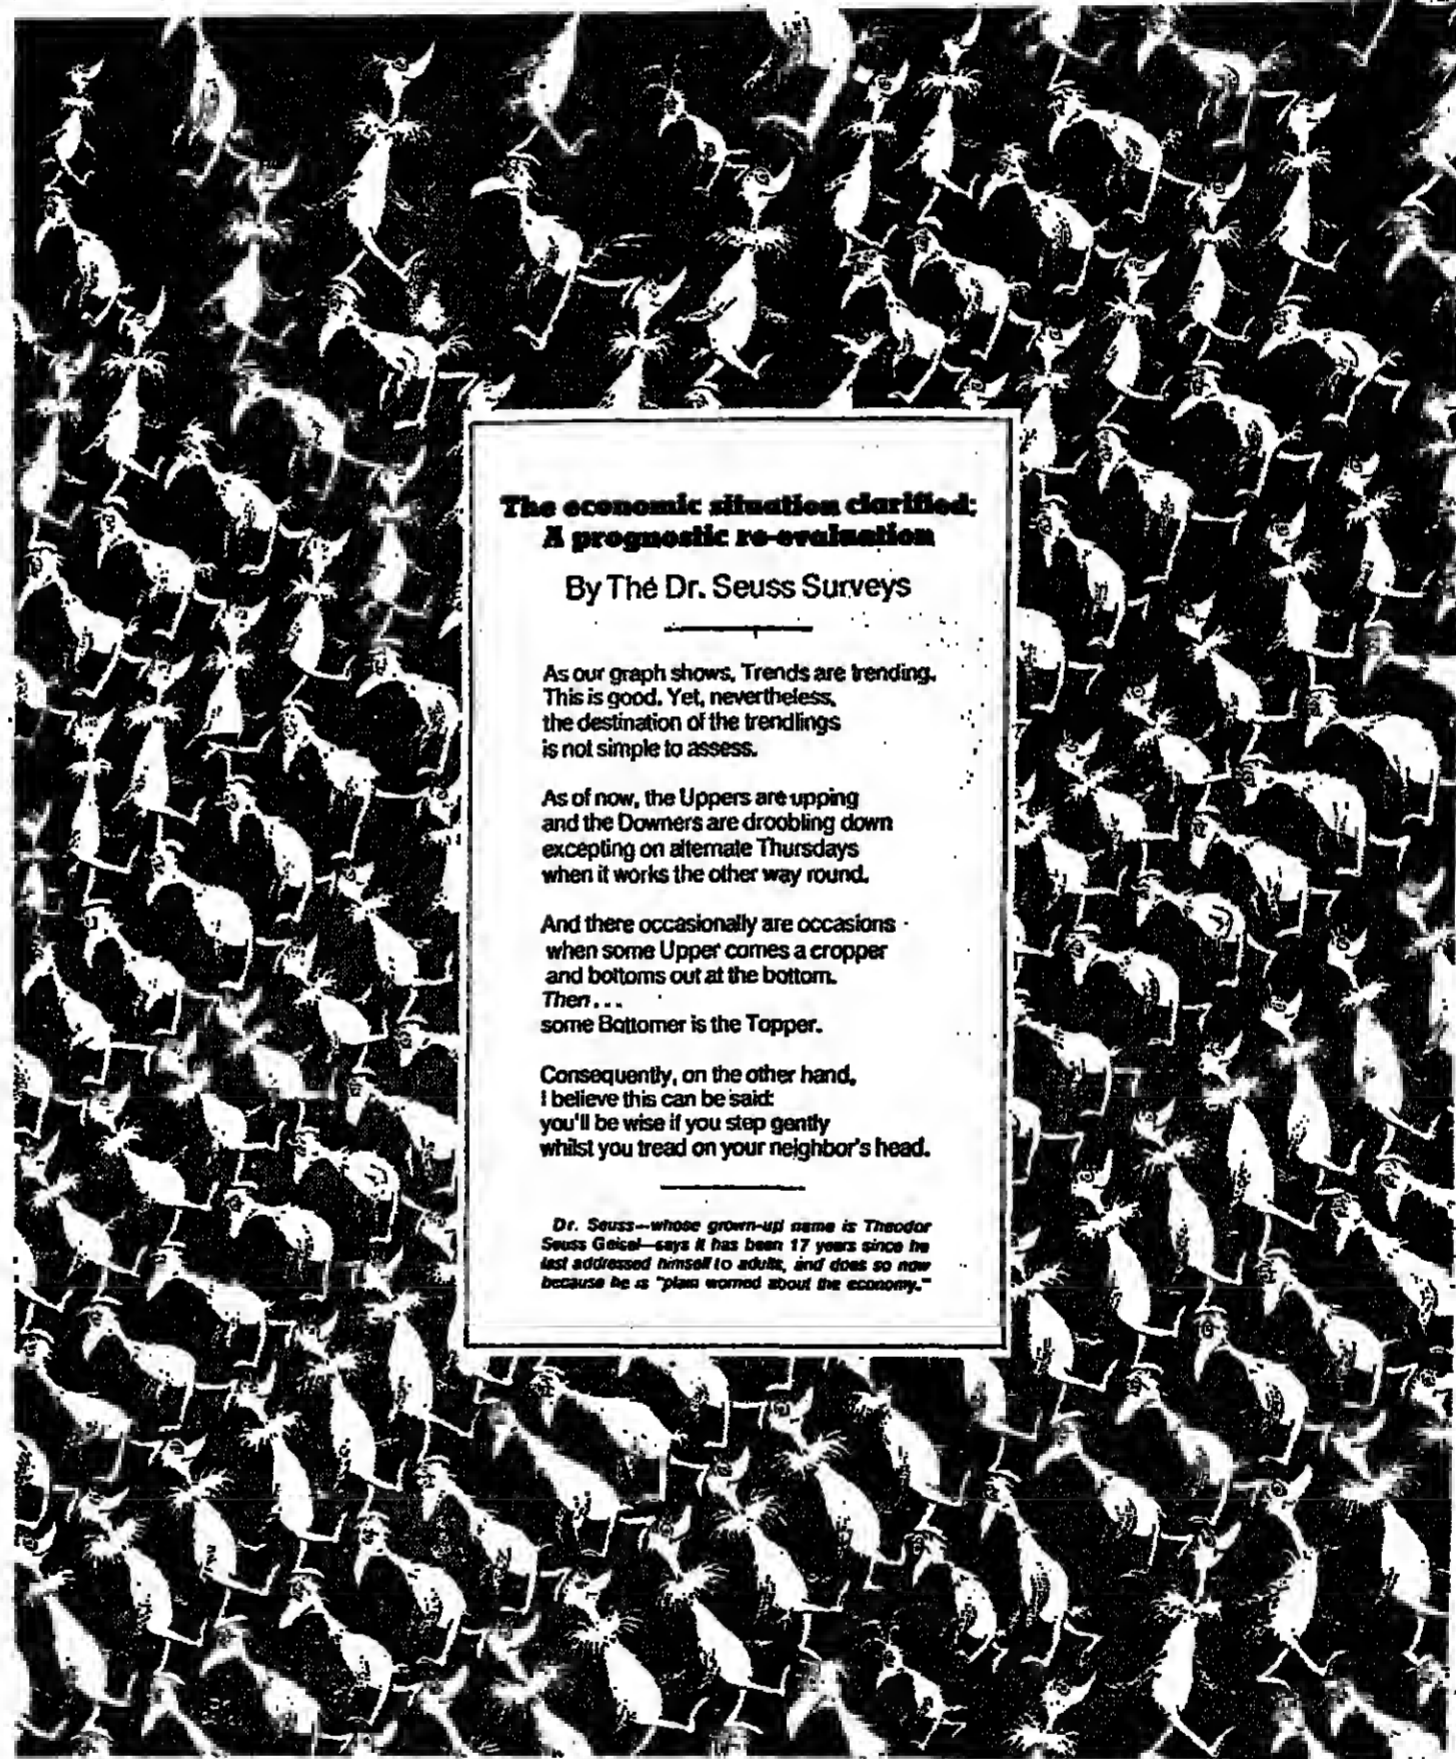 The economic situation clarified:
A prognostic re-evaluation
By The Dr. Seuss Surveys
As our graph shows, Trends are trending.
This is good. Yet, nevertheless,
the destination of the trendlings
is not simple to assess.
As of now, the Uppers are upping
and the Downers are droobling down
excepting on alternate Thursdays
when it works the other way round.
And there occasionally are occasions
when some Upper comes a cropper
and bottoms out at the bottom.
Then...
some Bottomer is the Topper.
Consequently, on the other hand,
I believe this can be said:
you'll be wise if you step gently
whilst you tread on your neighbor's head.
Dr. Seuss—whose grown-up name is Theodor
Seuss Geisel—says it has been 17 years since he
last addressed himself to adults, and does so now
because he is "plain worried about the economy."